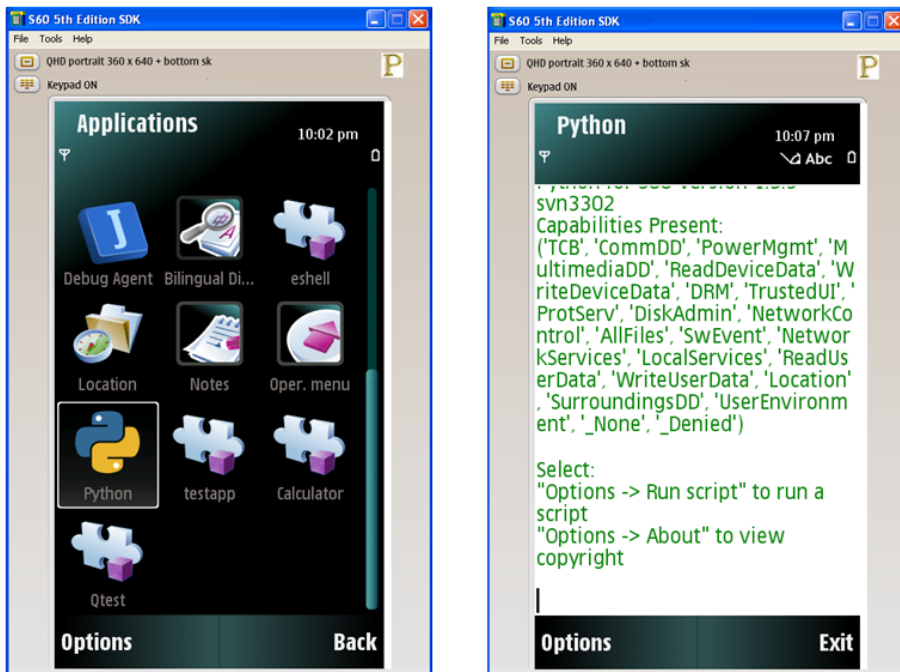 S60 5th Edition SDK
File Tools Help
QHD portrait 360 x 640 + bottom sk
P
Keypad ON
Applications
10:02 pm
Debug Agent
Bilingual Di...
eshell
Location
Notes
Oper. menu
Python
testapp
Calculator
Qtest
Options
Back
S60 5th Edition SDK
File Tools Help
QHD portrait 360 x 640 + bottom sk
P
Keypad ON
Python
10:07 pm
Abc
svn3302
Capabilities Present:
('TCB', 'CommDD', 'PowerMgmt', 'M
ultimediaDD', 'ReadDeviceData', 'W
riteDeviceData', 'DRM', 'TrustedUI', '
ProtServ', 'DiskAdmin', 'NetworkCo
ntrol', 'AllFiles', 'SwEvent', 'Networ
kServices', 'LocalServices', 'ReadUs
erData', 'WriteUserData', 'Location'
, 'SurroundingsDD', 'UserEnvironm
ent', '_None', '_Denied')
Select:
"Options -> Run script" to run a
script
"Options -> About" to view
copyright
Options
Exit